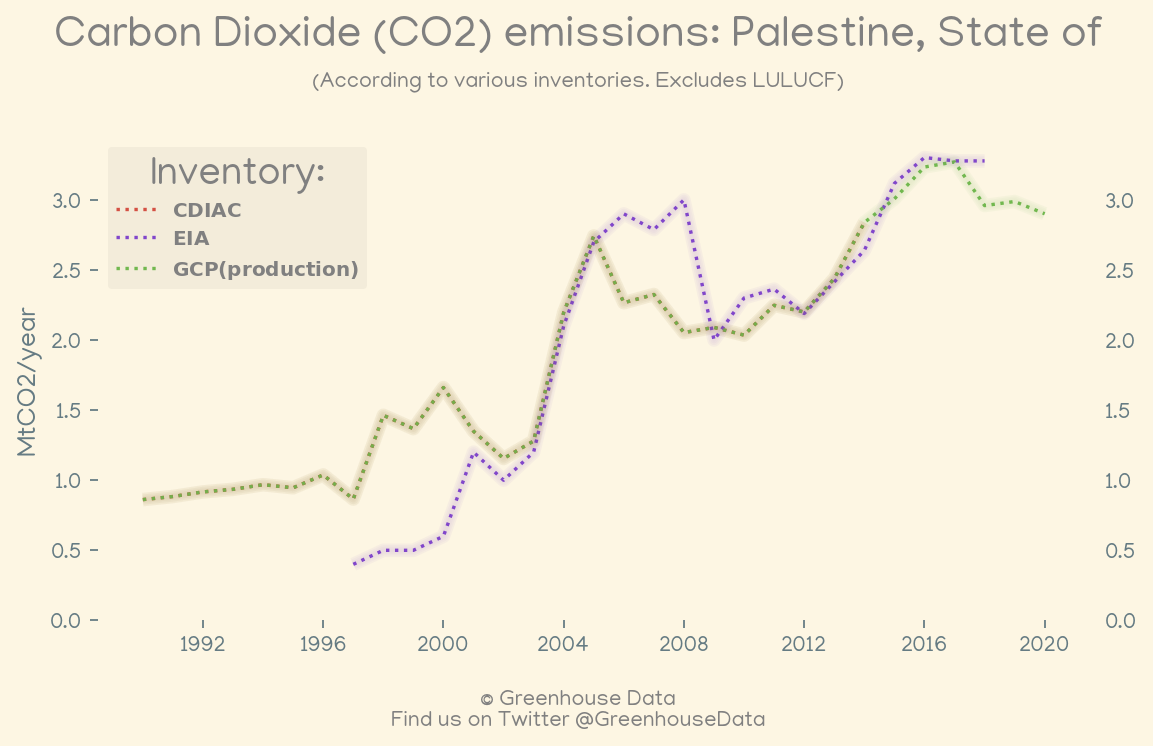 Carbon Dioxide (CO2) emissions: Palestine, State of
(According to various inventories. Excludes LULUCF)
Inventory:
CDIAC
EIA
GCP(production)
MtCO2/year
3.0 3.0
2.5 2.5
2.0 2.0
1.5 1.5
1.0 1.0
0.5 0.5
0.0 0.0
1992 1996 2000 2004 2008 2012 2016 2020
© Greenhouse Data
Find us on Twitter @GreenhouseData